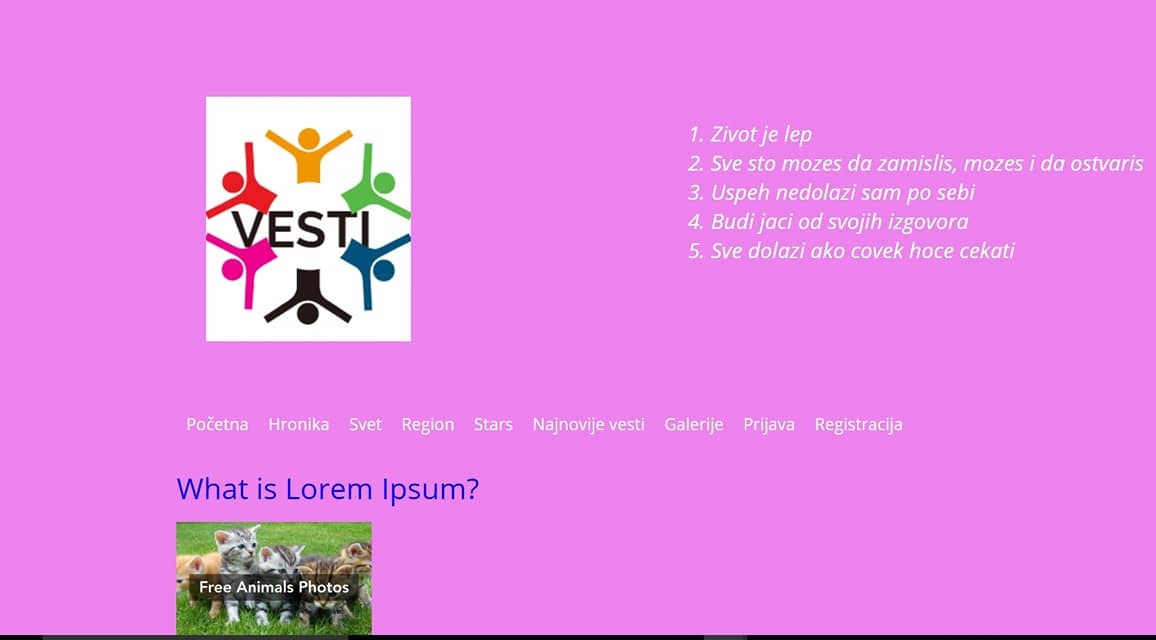 VESTI
1. Zivot je lep
2. Sve sto mozes da zamislis, mozes i da ostvaris
3. Uspeh nedolazi sam po sebi
4. Budi jaci od svojih izgovora
5. Sve dolazi ako covek hoce cekati
Početna Hronika Svet Region Stars Najnovije vesti Galerije Prijava Registracija
What is Lorem Ipsum?
Free Animals Photos